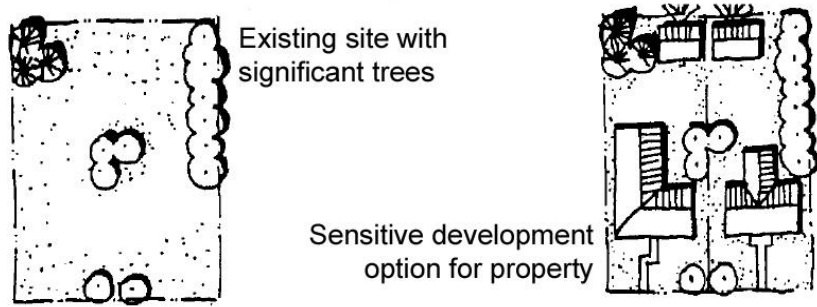 Existing site with
significant trees
Sensitive development
option for property